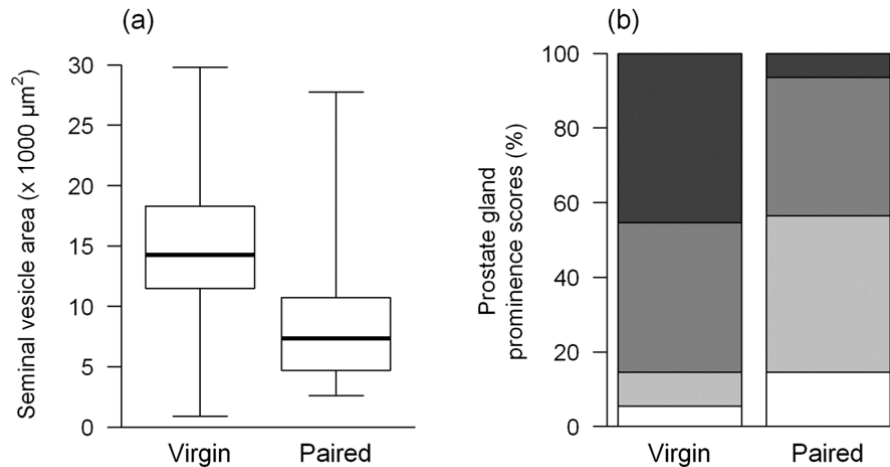 (a)
Seminal vesicle area (x 1000 µm²)
30
25
20
15
10
5
0
Virgin
Paired
(b)
Prostate gland
prominence scores (%)
100
80
60
40
20
0
Virgin
Paired